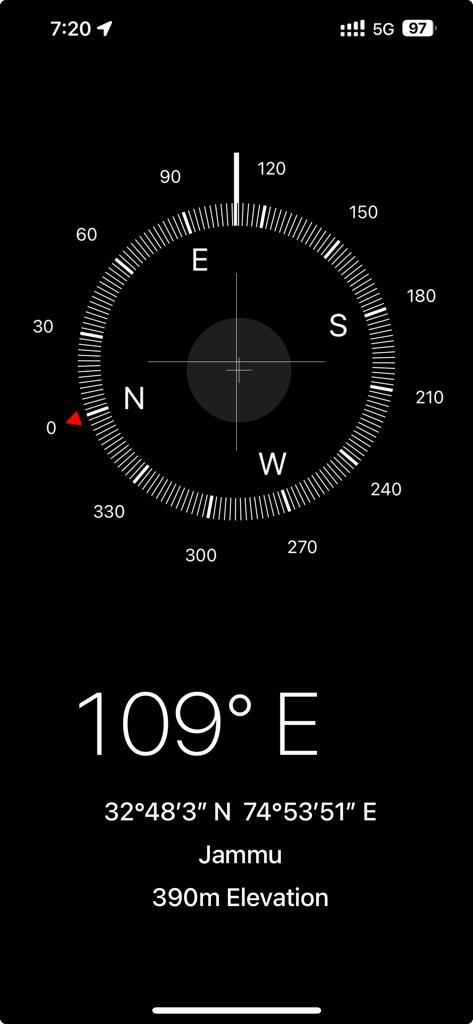 7:20 5G 97
90 120
60 150
E
30 180
S
N
0 210
W
330 240
300 270
109° E
32°48′3″ N 74°53′51″ E
Jammu
390m Elevation